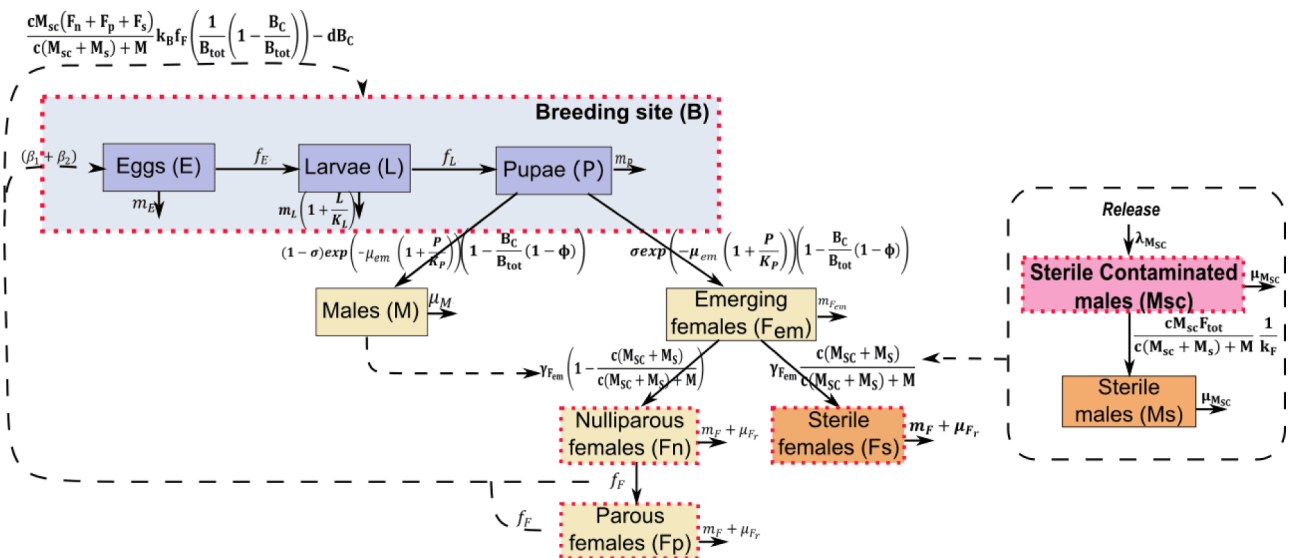 cM_sc(F_n + F_p + F_s) / c(M_sc + M_s) + M k_B f_F (1/B_tot (1 − B_C/B_tot)) − dB_C
Breeding site (B)
(β_1 + β_2)
Eggs (E)
f_E
Larvae (L)
f_L
Pupae (P)
m_P
m_E
m_L (1 + L/K_L)
(1 − σ)exp(−μ_em (1 + P/K_P)) (1 − B_C/B_tot (1 − ϕ))
σexp(−μ_em (1 + P/K_P)) (1 − B_C/B_tot (1 − ϕ))
Males (M)
μ_M
Emerging
females (F_em)
m_F_em
γ_F_em (1 − c(M_SC + M_S) / c(M_SC + M_S) + M)
γ_F_em c(M_SC + M_S) / c(M_SC + M_S) + M
Nulliparous
females (Fn)
m_F + μ_F_r
Sterile
females (Fs)
m_F + μ_F_r
f_F
f_F
Parous
females (Fp)
m_F + μ_F_r
Release
λ_M_SC
Sterile Contaminated
males (Msc)
μ_M_SC
cM_sc F_tot / c(M_sc + M_s) + M 1/k_F
Sterile
males (Ms)
μ_M_SC